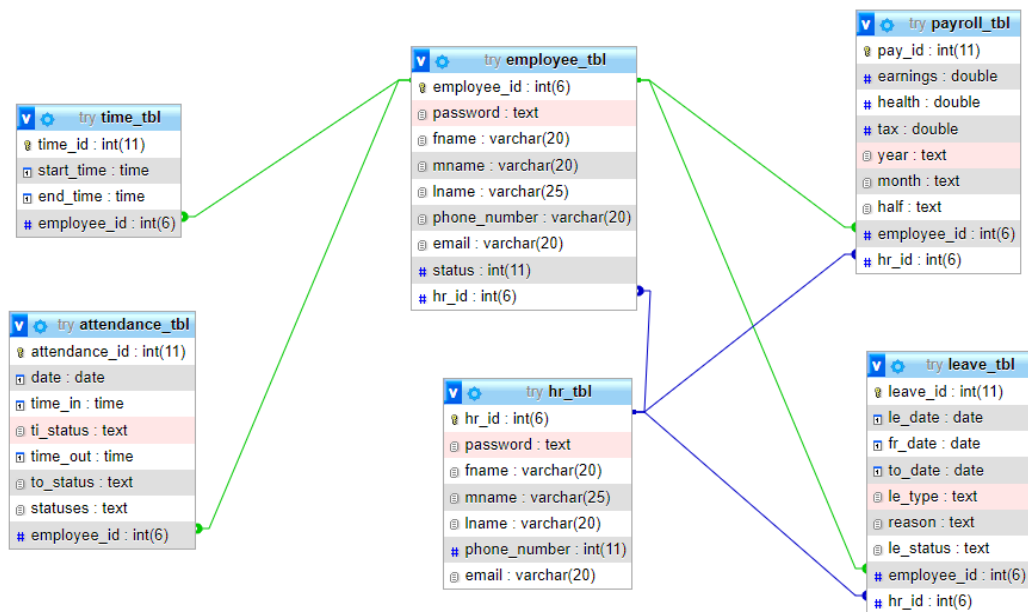 try time_tbl
time_id : int(11)
start_time : time
end_time : time
# employee_id : int(6)
try attendance_tbl
attendance_id : int(11)
date : date
time_in : time
ti_status : text
time_out : time
to_status : text
statuses : text
# employee_id : int(6)
v try employee_tbl
employee_id : int(6)
password : text
fname : varchar(20)
mname : varchar(20)
lname : varchar(25)
phone_number : varchar(20)
email : varchar(20)
# status : int(11)
# hr_id : int(6)
v try hr_tbl
hr_id : int(6)
password : text
fname : varchar(20)
mname : varchar(25)
lname : varchar(20)
# phone_number : int(11)
email : varchar(20)
v try payroll_tbl
pay_id : int(11)
# earnings : double
# health : double
# tax : double
year : text
month : text
half : text
# employee_id : int(6)
# hr_id : int(6)
v try leave_tbl
leave_id : int(11)
le_date : date
fr_date : date
to_date : date
le_type : text
reason : text
le_status : text
# employee_id : int(6)
# hr_id : int(6)